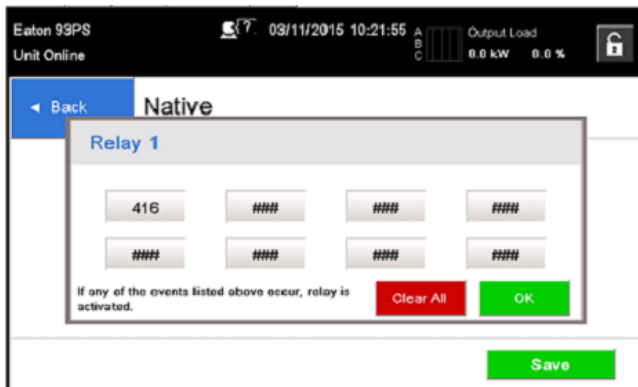 Eaton 93PS
Unit Online
? 03/11/2015 10:21:55
A
B
C
Output Load
0.0 kW 0.0 %
◄ Back
Native
Relay 1
416 ### ### ###
### ### ### ###
If any of the events listed above occur, relay is
activated.
Clear All
OK
Save